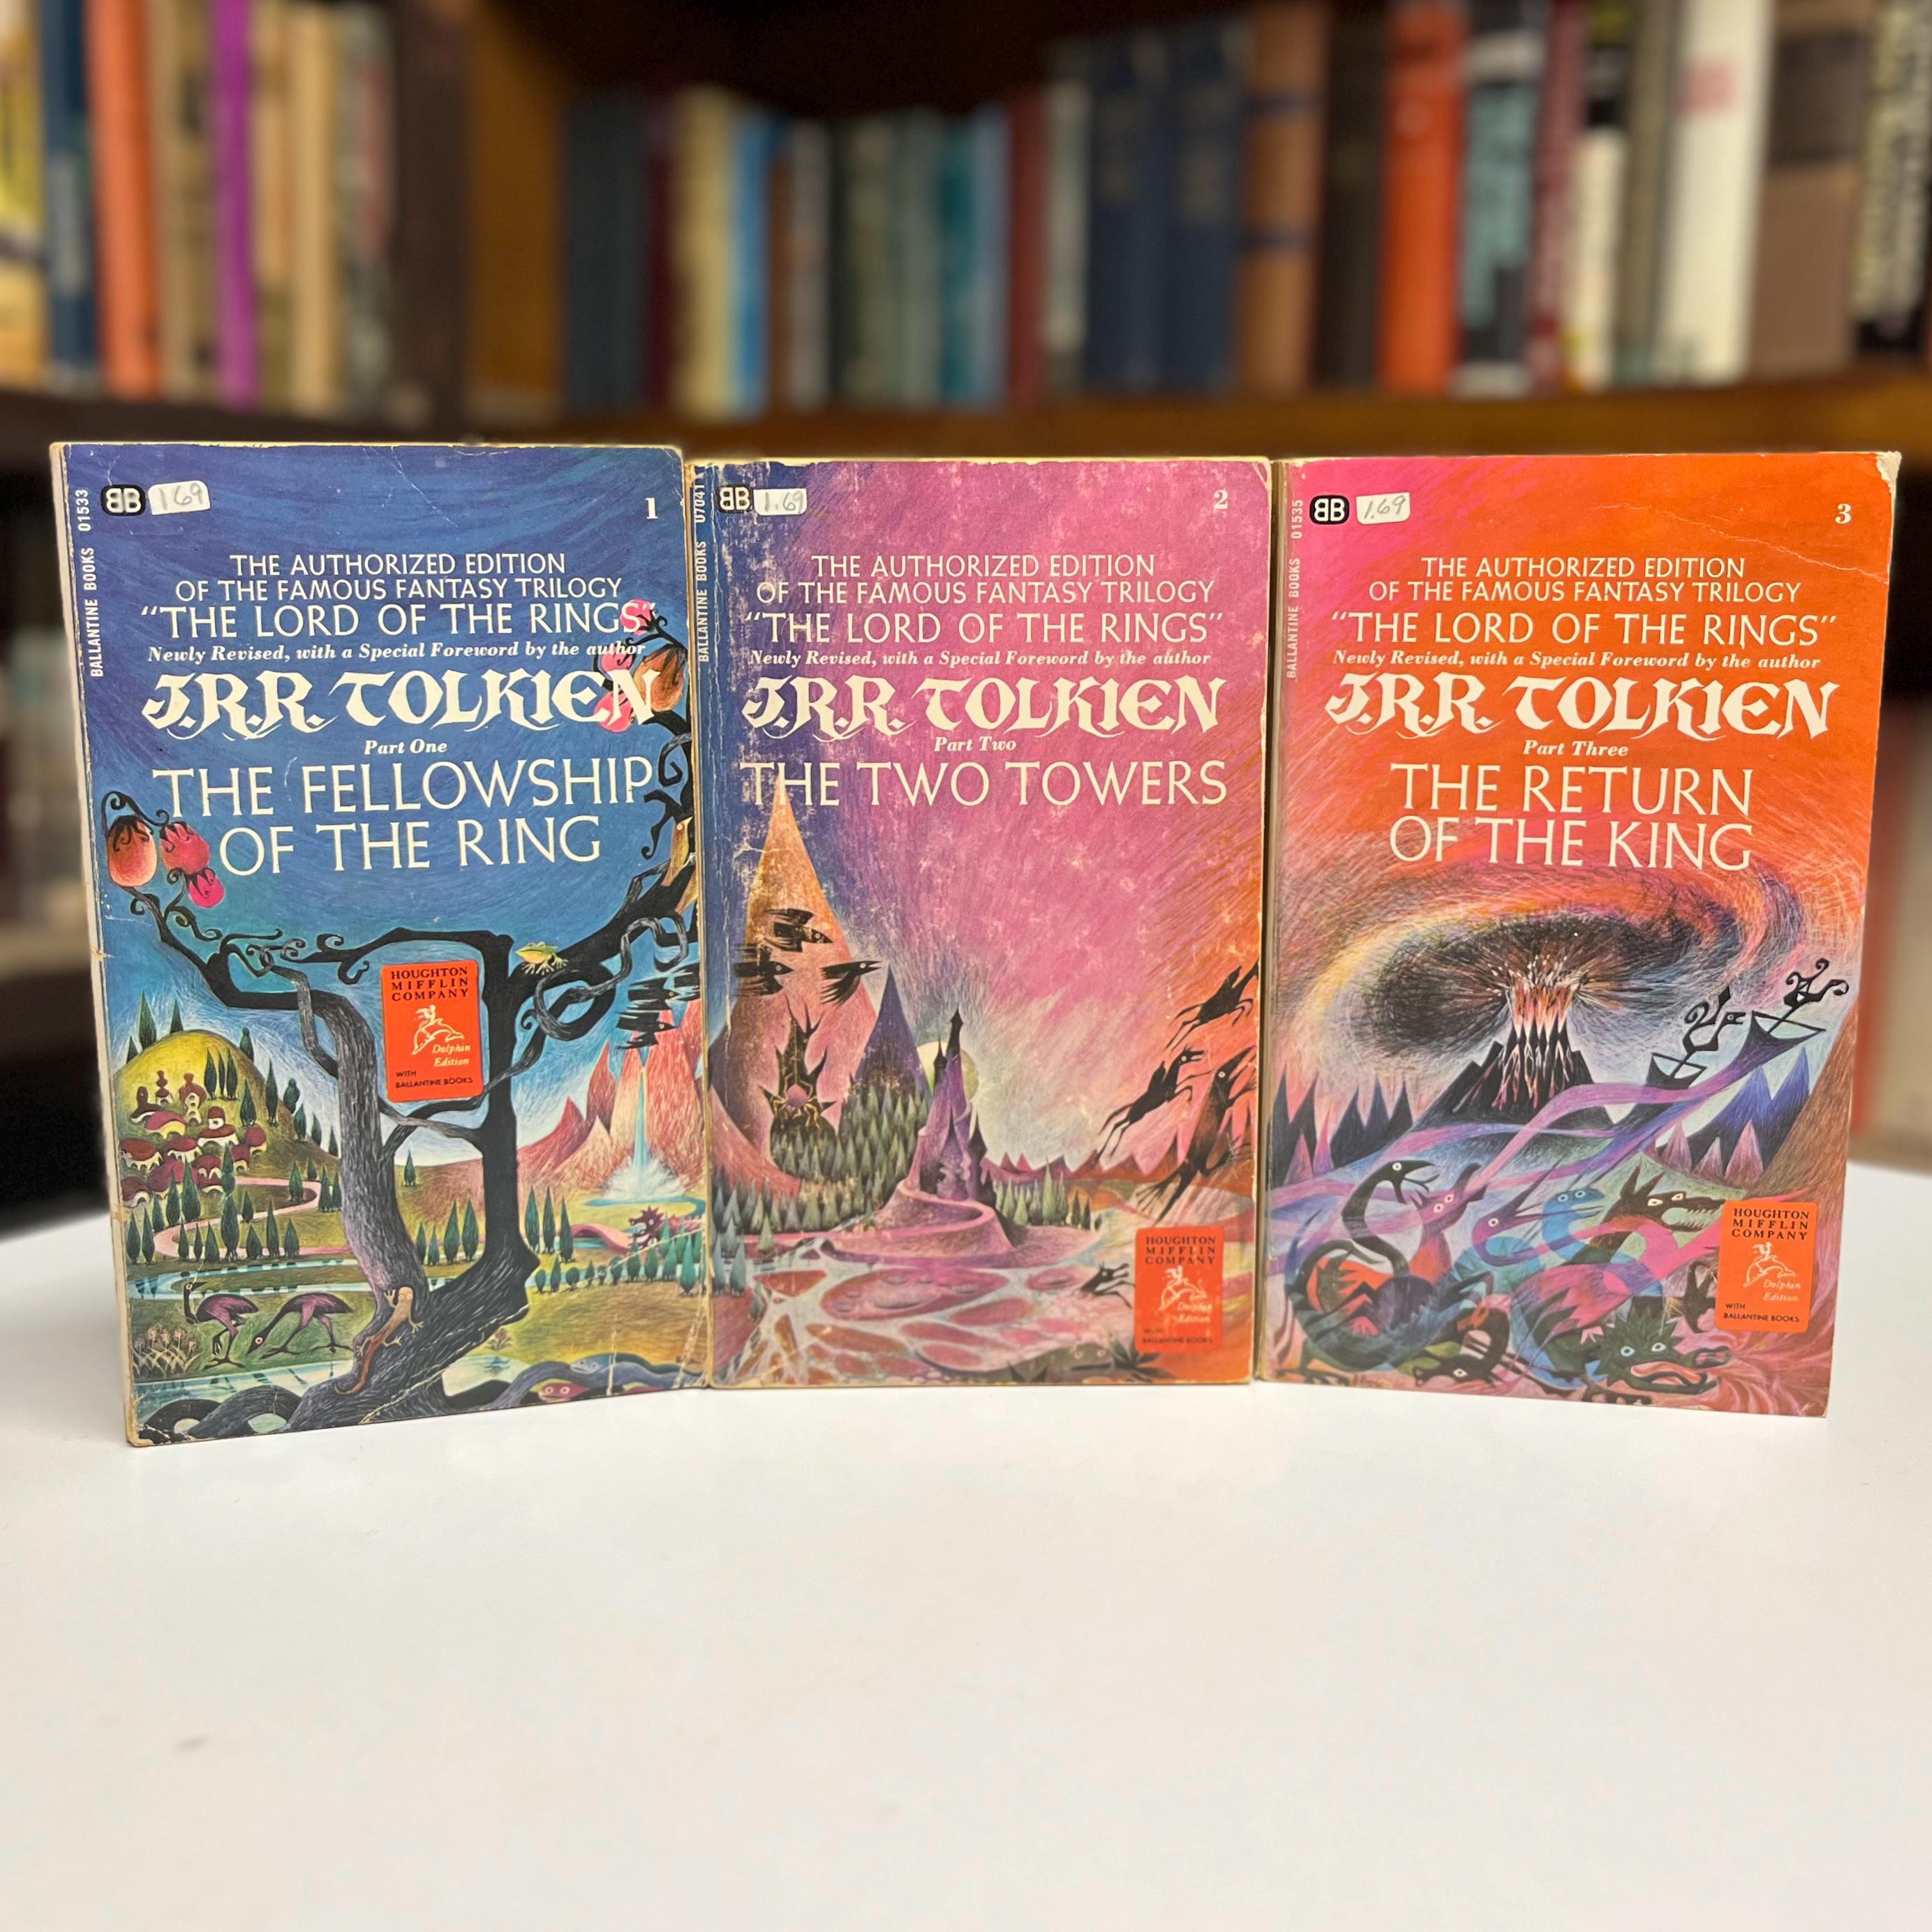 BALLANTINE BOOKS 01533
BB
1.69
1
THE AUTHORIZED EDITION
OF THE FAMOUS FANTASY TRILOGY
“THE LORD OF THE RINGS”
Newly Revised, with a Special Foreword by the author
J.R.R. TOLKIEN
Part One
THE FELLOWSHIP
OF THE RING
HOUGHTON
MIFFLIN
COMPANY
Dolphin
Edition
WITH
BALLANTINE BOOKS
BALLANTINE BOOKS U7041
BB
1.69
2
THE AUTHORIZED EDITION
OF THE FAMOUS FANTASY TRILOGY
“THE LORD OF THE RINGS”
Newly Revised, with a Special Foreword by the author
J.R.R. TOLKIEN
Part Two
THE TWO TOWERS
HOUGHTON
MIFFLIN
COMPANY
Dolphin
Edition
WITH
BALLANTINE BOOKS
BALLANTINE BOOKS 01535
BB
1.69
3
THE AUTHORIZED EDITION
OF THE FAMOUS FANTASY TRILOGY
“THE LORD OF THE RINGS”
Newly Revised, with a Special Foreword by the author
J.R.R. TOLKIEN
Part Three
THE RETURN
OF THE KING
HOUGHTON
MIFFLIN
COMPANY
Dolphin
Edition
WITH
BALLANTINE BOOKS